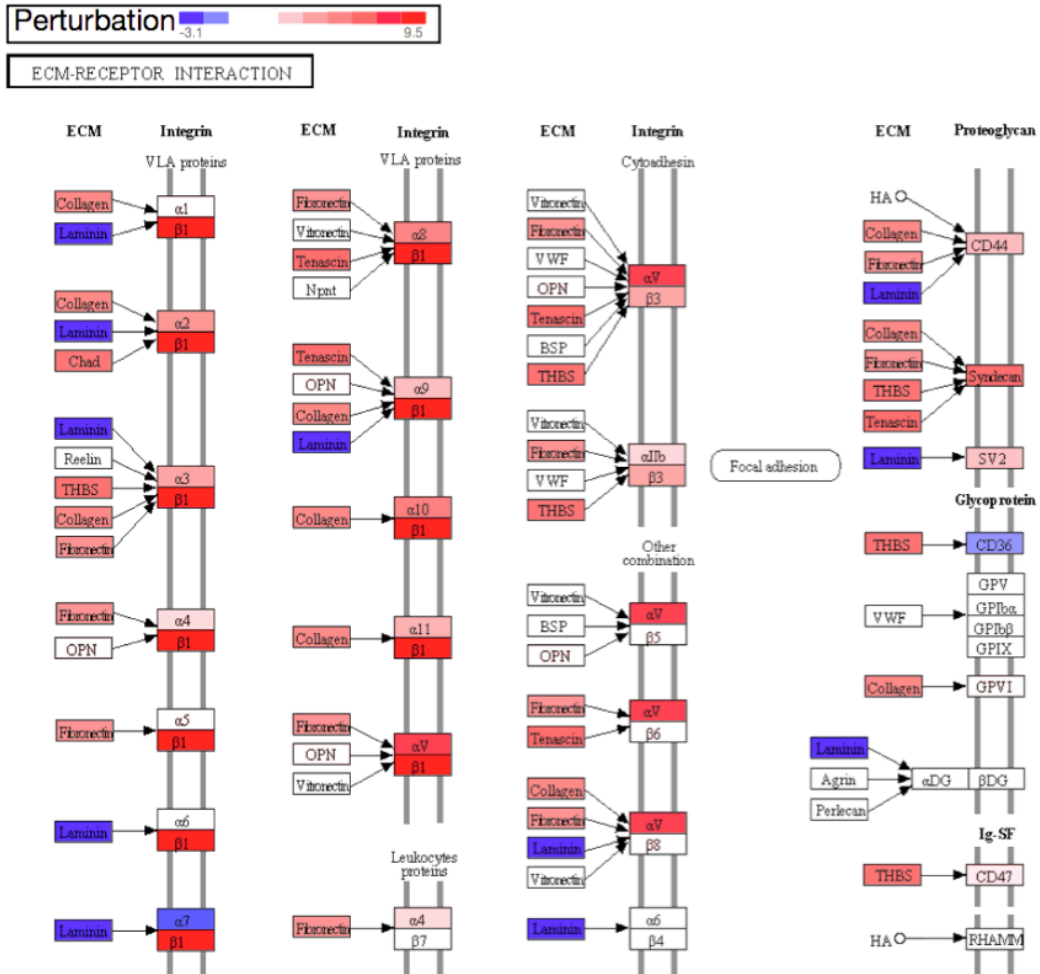 Perturbation
-3.1 9.5
ECM-RECEPTOR INTERACTION
ECM Integrin
VLA proteins
Collagen
Laminin
α1
β1
Collagen
Laminin
Chad
α2
β1
Laminin
Reelin
THBS
Collagen
Fibronectin
α3
β1
Fibronectin
OPN
α4
β1
Fibronectin
α5
β1
Laminin
α6
β1
Laminin
α7
β1
ECM Integrin
VLA proteins
Fibronectin
Vitronectin
Tenascin
Npnt
α8
β1
Tenascin
OPN
Collagen
Laminin
α9
β1
Collagen
α10
β1
Collagen
α11
β1
Fibronectin
OPN
Vitronectin
αV
β1
Leukocytes
proteins
Fibronectin
α4
β7
ECM Integrin
Cytoadhesin
Vitronectin
Fibronectin
VWF
OPN
Tenascin
BSP
THBS
αV
β3
Vitronectin
Fibronectin
VWF
THBS
αIIb
β3
Other
combination
Vitronectin
BSP
OPN
αV
β5
Fibronectin
Tenascin
αV
β6
Collagen
Fibronectin
Laminin
Vitronectin
αV
β8
Laminin
α6
β4
Focal adhesion
ECM Proteoglycan
HA
Collagen
Fibronectin
Laminin
CD44
Collagen
Fibronectin
THBS
Tenascin
Syndecan
Laminin
SV2
Glycoprotein
THBS
CD36
VWF
GPV
GPIbα
GPIbβ
GPIX
Collagen
GPVI
Laminin
Agrin
Perlecan
αDG
βDG
Ig-SF
THBS
CD47
HA
RHAMM